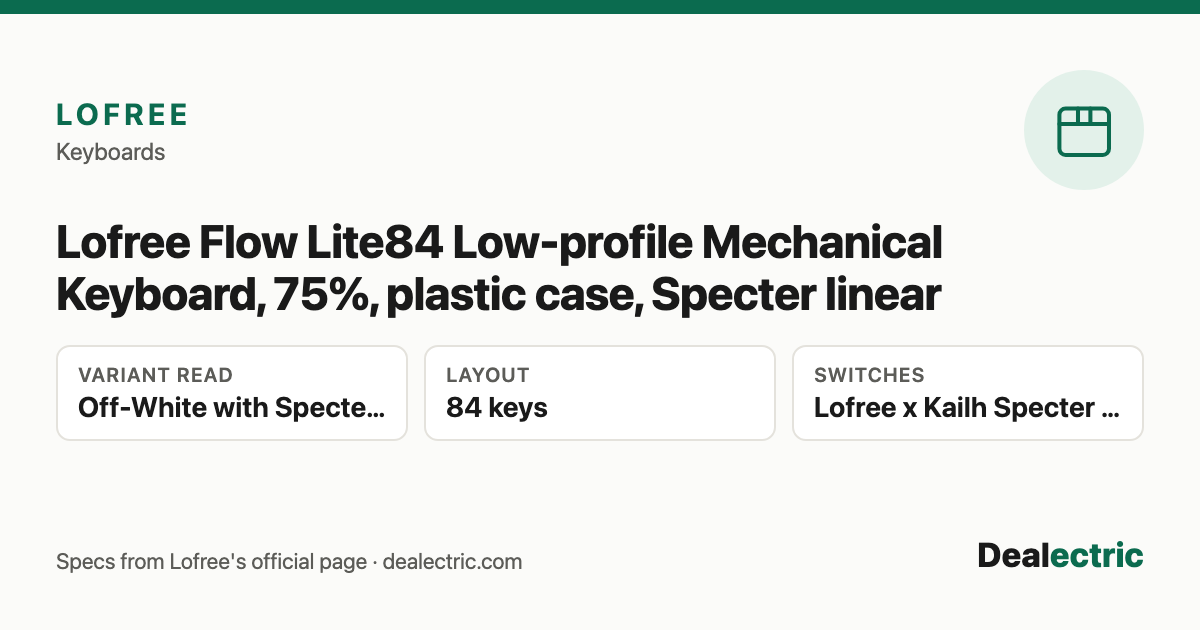 LOFREE
Keyboards
Lofree Flow Lite84 Low-profile Mechanical
Keyboard, 75%, plastic case, Specter linear
VARIANT READ
Off-White with Specte...
LAYOUT
84 keys
SWITCHES
Lofree x Kailh Specter ...
Specs from Lofree's official page · dealectric.com
Dealectric